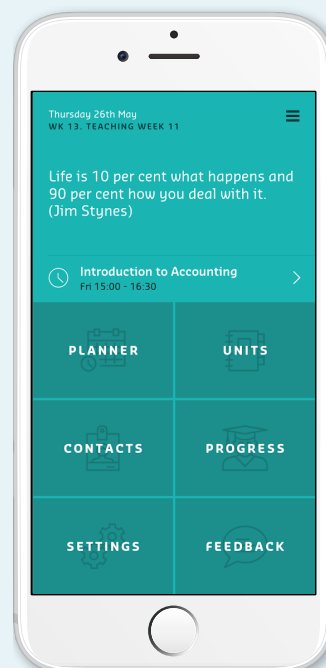 Thursday 26th May
WK 13. TEACHING WEEK 11
Life is 10 per cent what happens and
90 per cent how you deal with it.
(Jim Stynes)
Introduction to Accounting
Fri 15:00 - 16:30
PLANNER
UNITS
CONTACTS
PROGRESS
SETTINGS
FEEDBACK